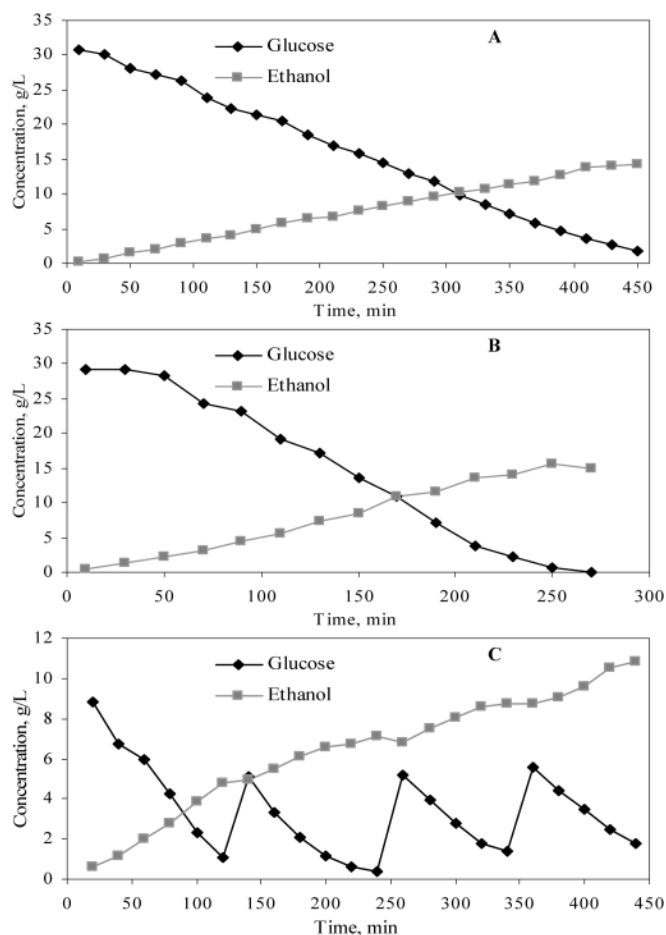 A
Glucose
Ethanol
Concentration, g/L
35
30
25
20
15
10
5
0
0 50 100 150 200 250 300 350 400 450
Time, min
B
Glucose
Ethanol
Concentration, g/L
35
30
25
20
15
10
5
0
0 50 100 150 200 250 300
Time, min
C
Glucose
Ethanol
Concentration, g/L
12
10
8
6
4
2
0
0 50 100 150 200 250 300 350 400 450
Time, min